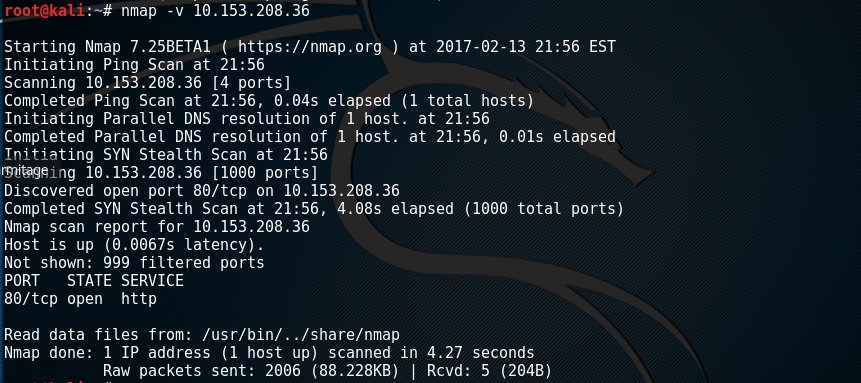 root@kali:~# nmap -v 10.153.208.36
Starting Nmap 7.25BETA1 ( https://nmap.org ) at 2017-02-13 21:56 EST
Initiating Ping Scan at 21:56
Scanning 10.153.208.36 [4 ports]
Completed Ping Scan at 21:56, 0.04s elapsed (1 total hosts)
Initiating Parallel DNS resolution of 1 host. at 21:56
Completed Parallel DNS resolution of 1 host. at 21:56, 0.01s elapsed
Initiating SYN Stealth Scan at 21:56
Scanning 10.153.208.36 [1000 ports]
Discovered open port 80/tcp on 10.153.208.36
Completed SYN Stealth Scan at 21:56, 4.08s elapsed (1000 total ports)
Nmap scan report for 10.153.208.36
Host is up (0.0067s latency).
Not shown: 999 filtered ports
PORT   STATE SERVICE
80/tcp open  http
Read data files from: /usr/bin/../share/nmap
Nmap done: 1 IP address (1 host up) scanned in 4.27 seconds
Raw packets sent: 2006 (88.228KB) | Rcvd: 5 (204B)